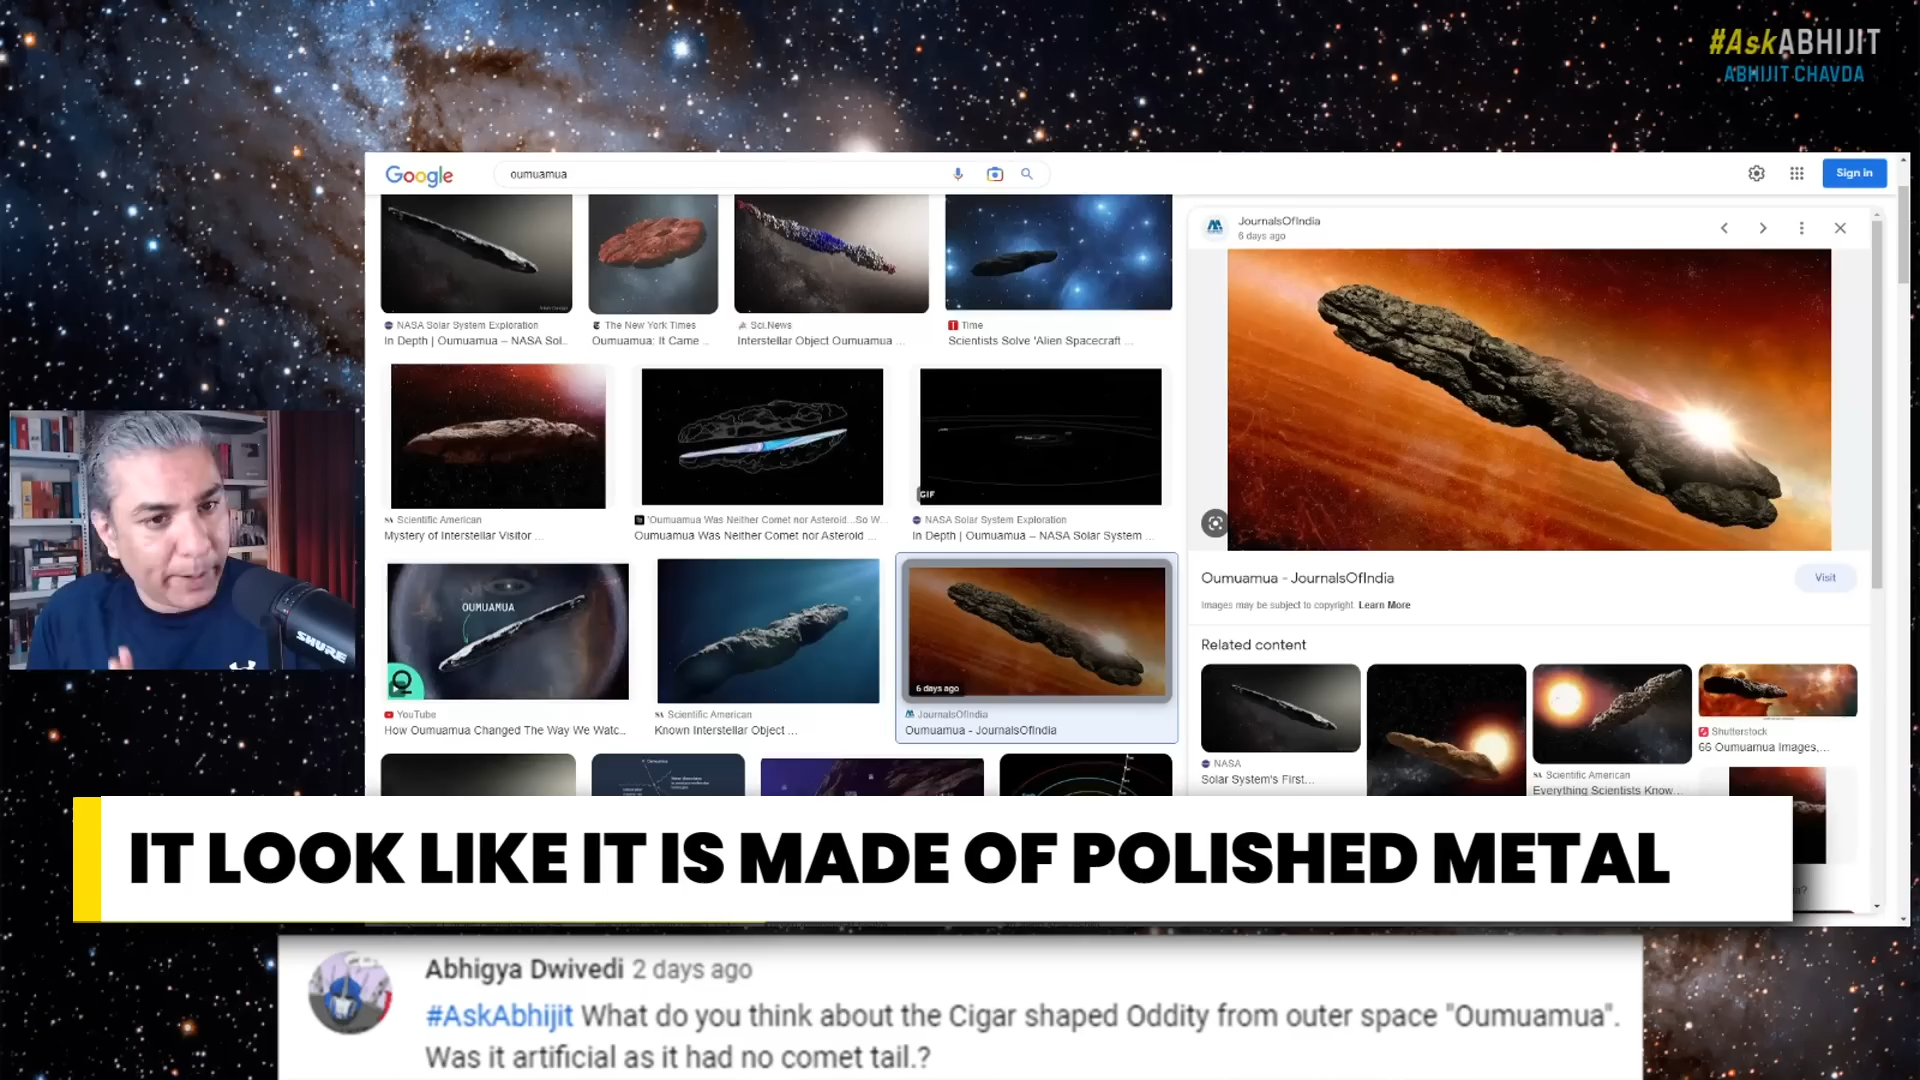 #AskABHIJIT
ABHIJIT CHAVDA
Google
oumuamua
Sign in
NASA Solar System Exploration
In Depth | Oumuamua – NASA Sol...
The New York Times
Oumuamua: It Came ...
Sci.News
Interstellar Object Oumuamua ...
Time
Scientists Solve 'Alien Spacecraft ...
Scientific American
Mystery of Interstellar Visitor ...
'Oumuamua Was Neither Comet nor Asteroid...So W...
Oumuamua Was Neither Comet nor Asteroid ...
GIF
NASA Solar System Exploration
In Depth | Oumuamua – NASA Solar System ...
OUMUAMUA
YouTube
How Oumuamua Changed The Way We Watc...
Scientific American
Known Interstellar Object ...
6 days ago
JournalsOfIndia
Oumuamua - JournalsOfIndia
JournalsOfIndia
6 days ago
Oumuamua - JournalsOfIndia
Visit
Images may be subject to copyright. Learn More
Related content
NASA
Solar System's First...
Scientific American
Everything Scientists Know...
Shutterstock
66 Oumuamua Images,...
SHURE
IT LOOK LIKE IT IS MADE OF POLISHED METAL
Abhigya Dwivedi 2 days ago
#AskAbhijit What do you think about the Cigar shaped Oddity from outer space "Oumuamua".
Was it artificial as it had no comet tail.?